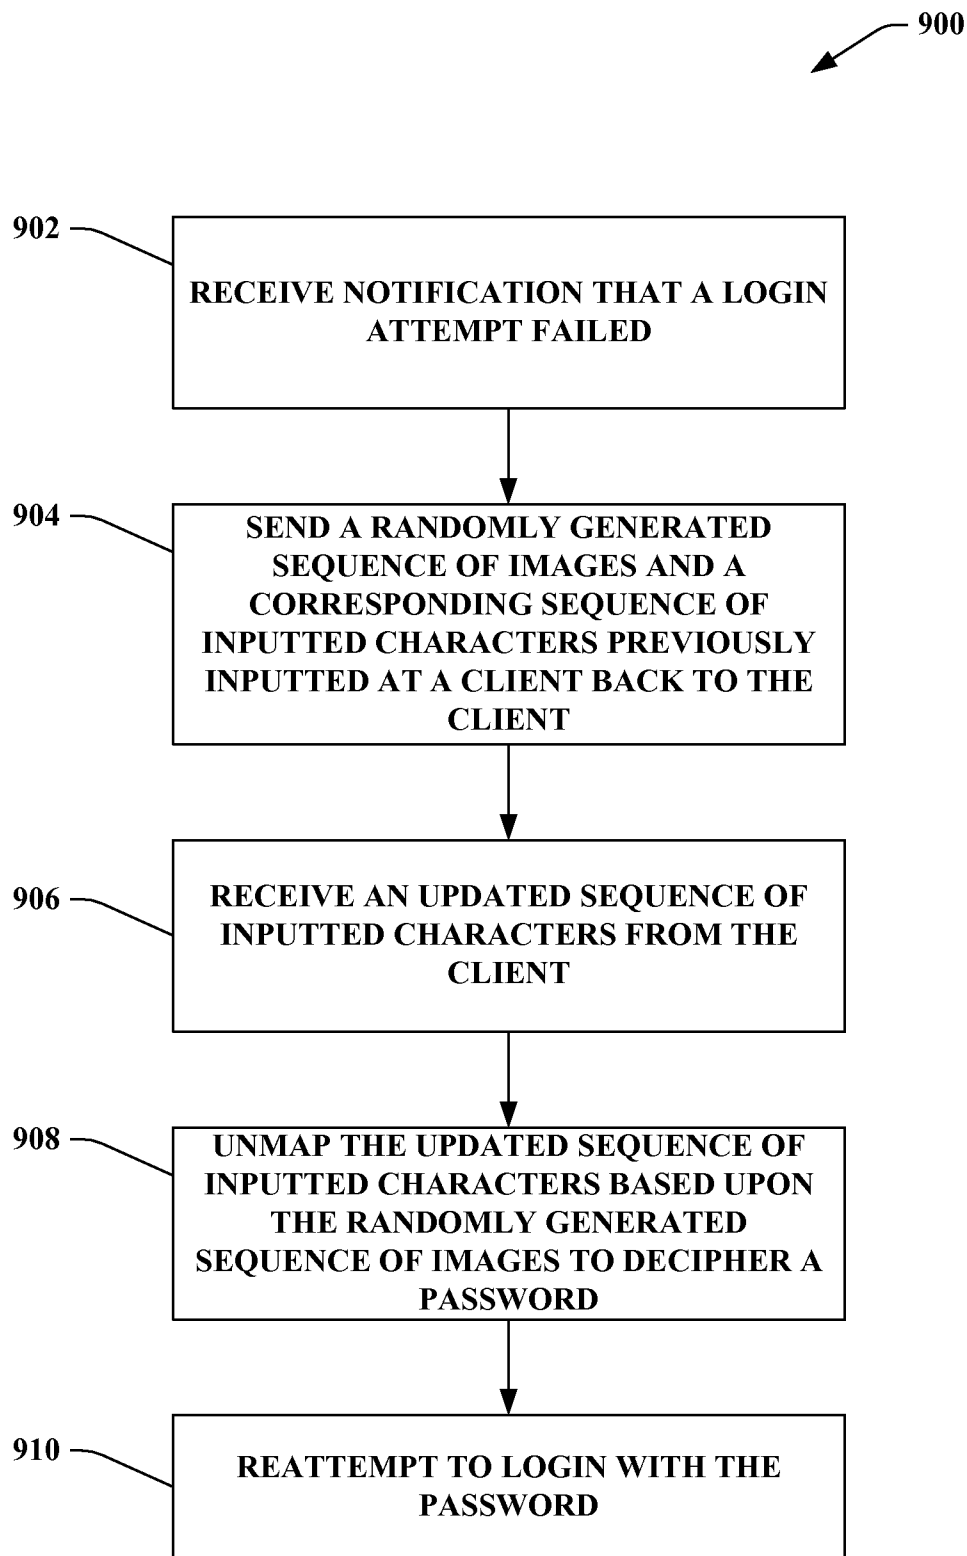 900
902
RECEIVE NOTIFICATION THAT A LOGIN
ATTEMPT FAILED
904
SEND A RANDOMLY GENERATED
SEQUENCE OF IMAGES AND A
CORRESPONDING SEQUENCE OF
INPUTTED CHARACTERS PREVIOUSLY
INPUTTED AT A CLIENT BACK TO THE
CLIENT
906
RECEIVE AN UPDATED SEQUENCE OF
INPUTTED CHARACTERS FROM THE
CLIENT
908
UNMAP THE UPDATED SEQUENCE OF
INPUTTED CHARACTERS BASED UPON
THE RANDOMLY GENERATED
SEQUENCE OF IMAGES TO DECIPHER A
PASSWORD
910
REATTEMPT TO LOGIN WITH THE
PASSWORD